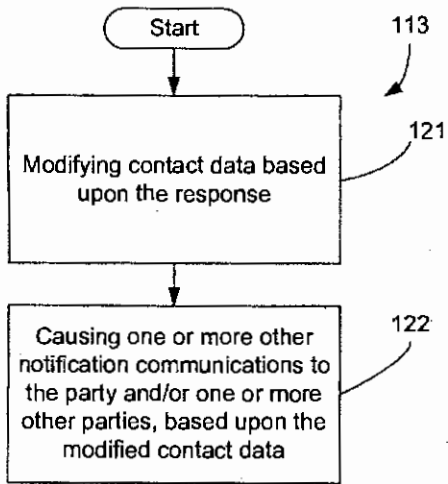 Start
113
Modifying contact data based
upon the response
121
Causing one or more other
notification communications to
the party and/or one or more
other parties, based upon the
modified contact data
122